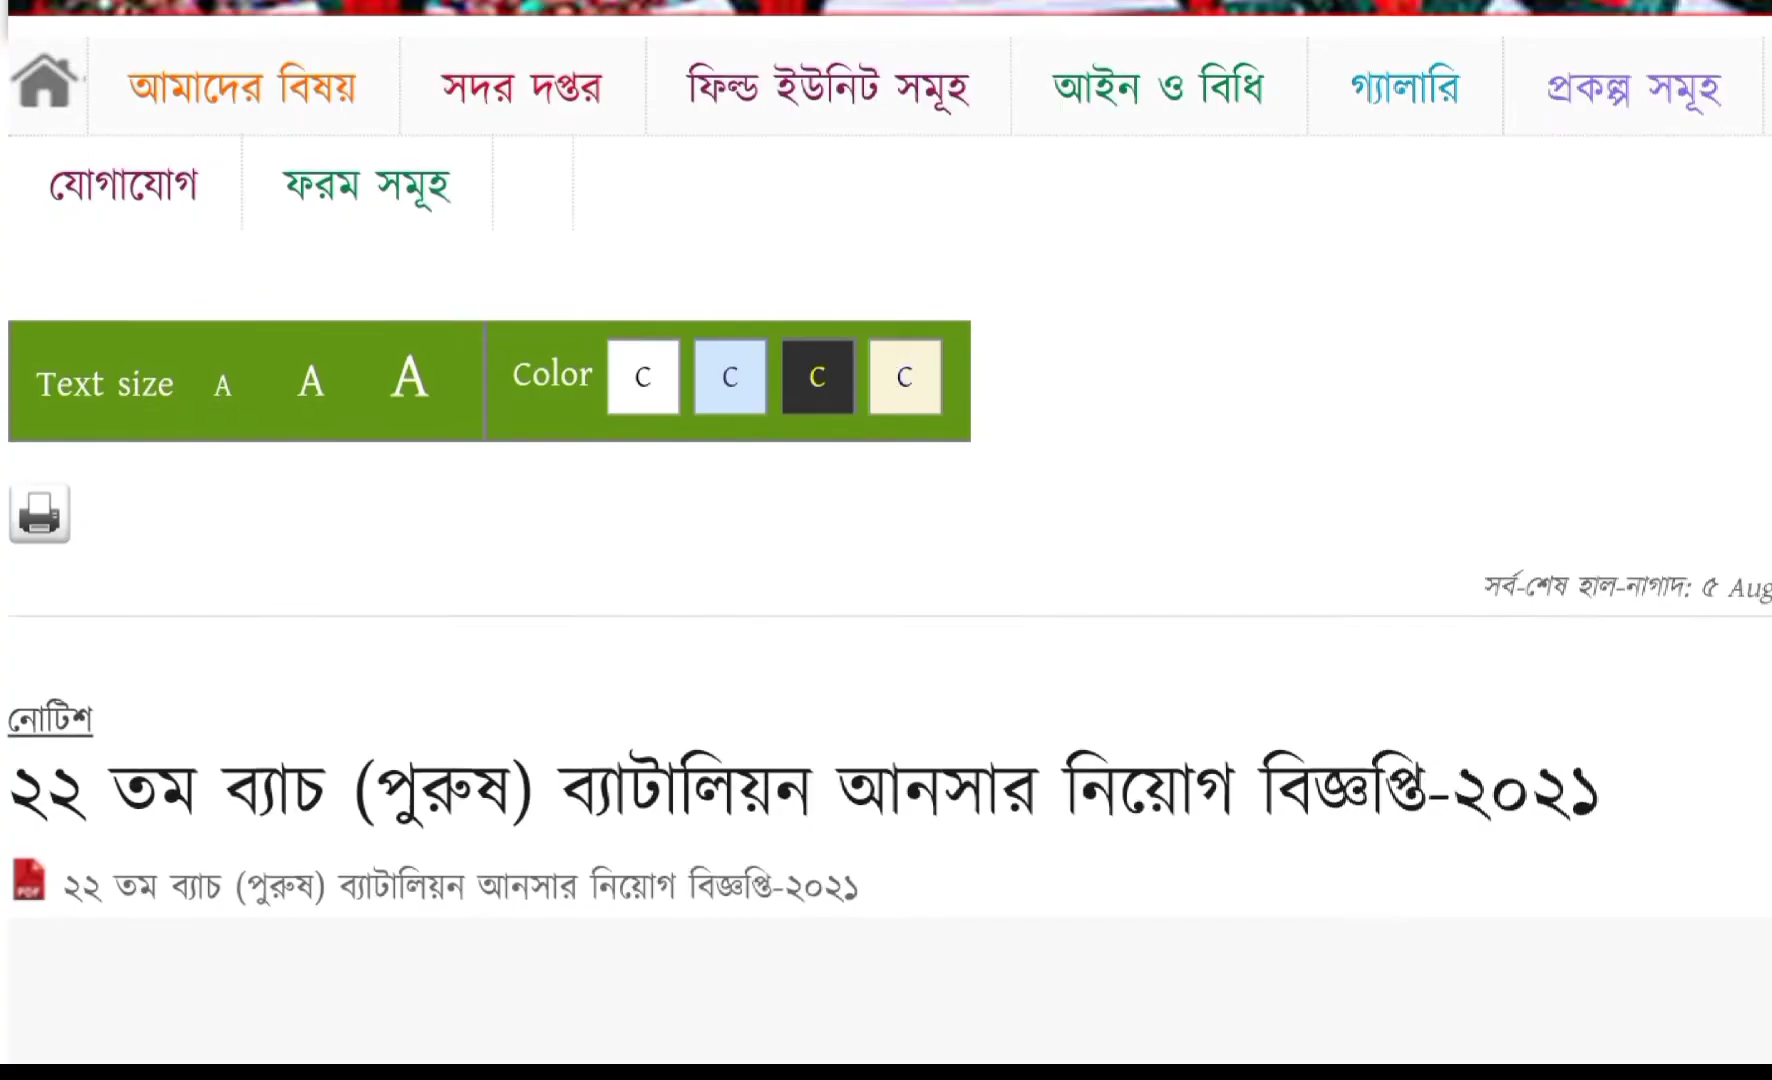 আমাদের বিষয় সদর দপ্তর ফিল্ড ইউনিট সমূহ আইন ও বিধি গ্যালারি প্রকল্প সমূহ
যোগাযোগ ফরম সমূহ
Text size A A A Color C C C C
সর্ব-শেষ হাল-নাগাদ: ৫ Aug
নোটিশ
২২ তম ব্যাচ (পুরুষ) ব্যাটালিয়ন আনসার নিয়োগ বিজ্ঞপ্তি-২০২১
PDF ২২ তম ব্যাচ (পুরুষ) ব্যাটালিয়ন আনসার নিয়োগ বিজ্ঞপ্তি-২০২১